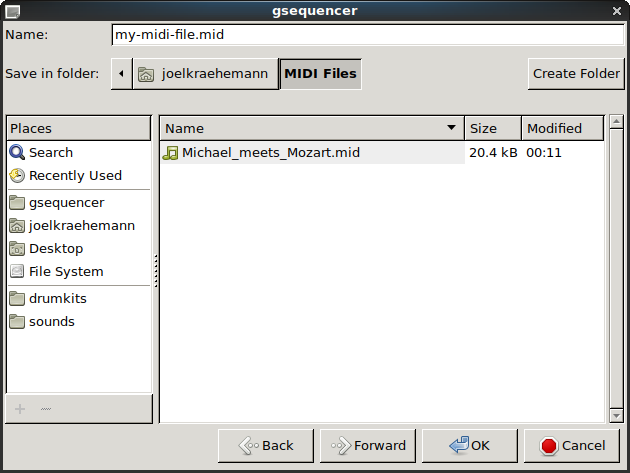 gsequencer
Name: my-midi-file.mid
Save in folder: joelkraehemann MIDI Files Create Folder
Places Name Size Modified
Search Michael_meets_Mozart.mid 20.4 kB 00:11
Recently Used
gsequencer
joelkraehemann
Desktop
File System
drumkits
sounds
Back Forward OK Cancel